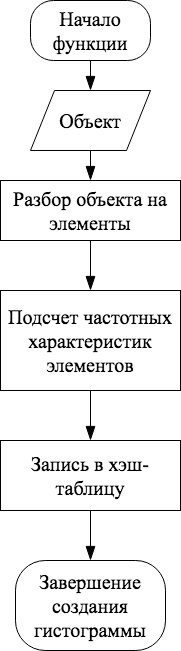 Начало
функции
Объект
Разбор объекта на
элементы
Подсчет частотных
характеристик
элементов
Запись в хэш-
таблицу
Завершение
создания
гистограммы